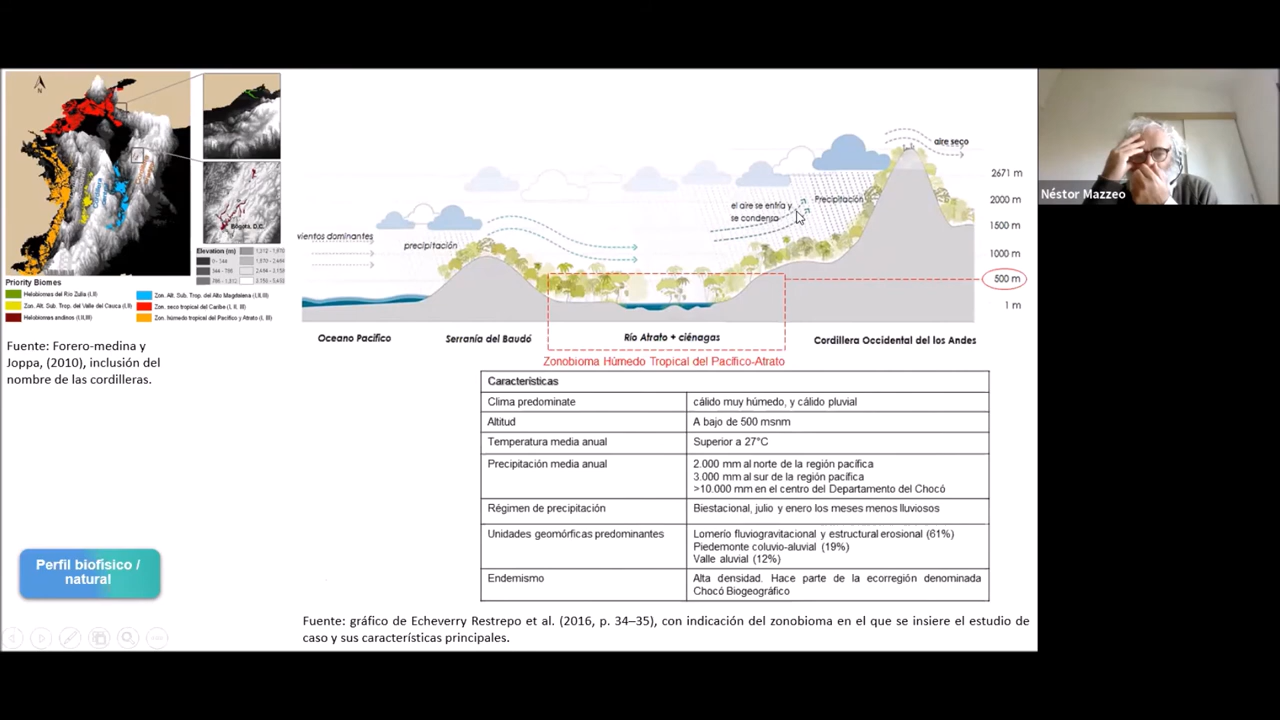 N
Bogotá, D.C.
Elevation (m)
0 - 344
344 - 786
1,870 - 2,484
Priority Biomes
Helobiomes del Río Zulia (I,II)
Zon. Alt. Sub. Trop. del Valle del Cauca (I,II)
Helobiomes andinos (I,II,III)
Zon. Alt. Sub. Trop. del Alto Magdalena (I,II,III)
Zon. seco tropical del Caribe (I, II, III)
Zon. húmedo tropical del Pacífico y Atrato (I, III)
Fuente: Forero-medina y
Joppa, (2010), inclusión del
nombre de las cordilleras.
Perfil biofísico /
natural
vientos dominantes
precipitación
el aire se enfría y
se condensa
Precipitación
aire seco
2671 m
2000 m
1500 m
1000 m
500 m
1 m
Oceano Pacífico
Serranía del Baudó
Río Atrato + ciénagas
Cordillera Occidental del los Andes
Zonobioma Húmedo Tropical del Pacífico-Atrato
Características
Clima predominate
cálido muy húmedo, y cálido pluvial
Altitud
A bajo de 500 msnm
Temperatura media anual
Superior a 27°C
Precipitación media anual
2.000 mm al norte de la región pacífica
3.000 mm al sur de la región pacífica
>10.000 mm en el centro del Departamento del Chocó
Régimen de precipitación
Biestacional, julio y enero los meses menos lluviosos
Unidades geomórficas predominantes
Lomerío fluviogravitacional y estructural erosional (61%)
Piedemonte coluvio-aluvial (19%)
Valle aluvial (12%)
Endemismo
Alta densidad. Hace parte de la ecorregión denominada
Chocó Biogeográfico
Fuente: gráfico de Echeverry Restrepo et al. (2016, p. 34–35), con indicación del zonobioma en el que se insiere el estudio de
caso y sus características principales.
Néstor Mazzeo